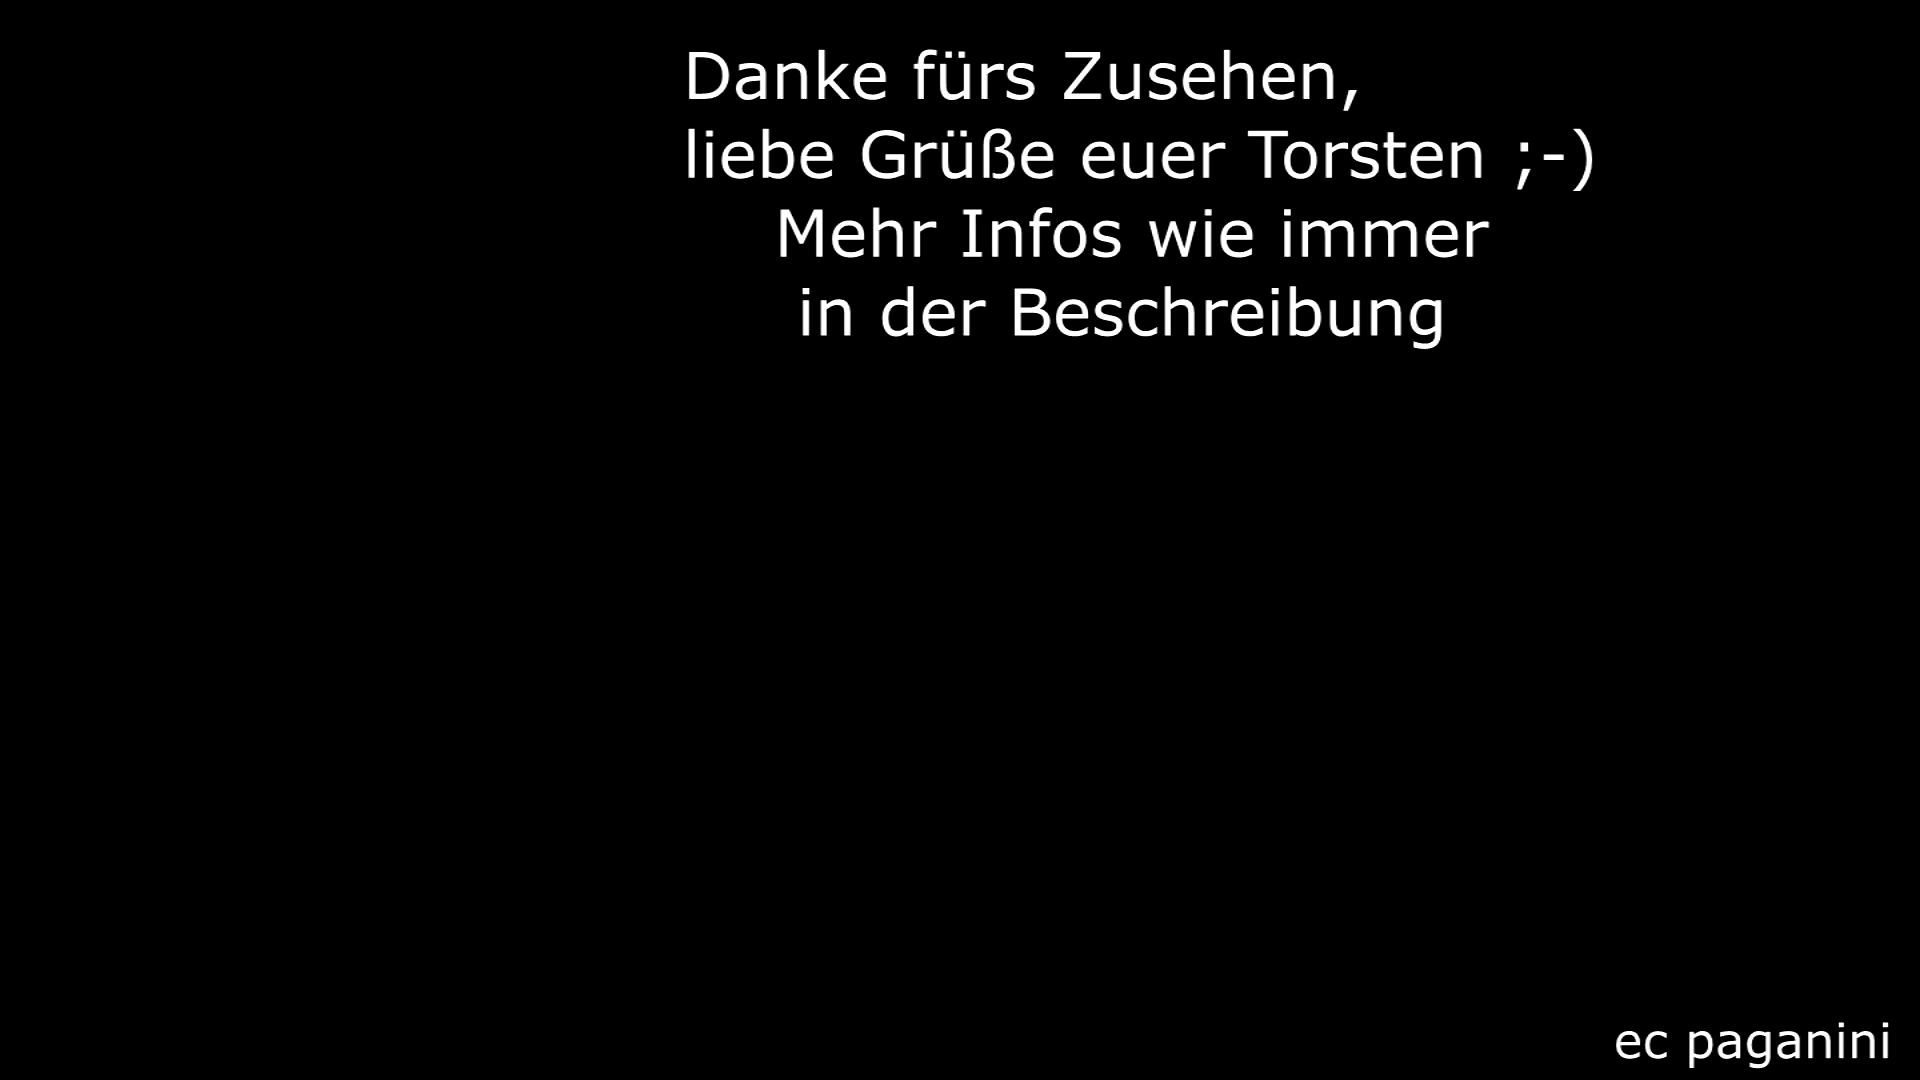 Danke fürs Zusehen,
liebe Grüße euer Torsten ;-)
Mehr Infos wie immer
in der Beschreibung
ec paganini